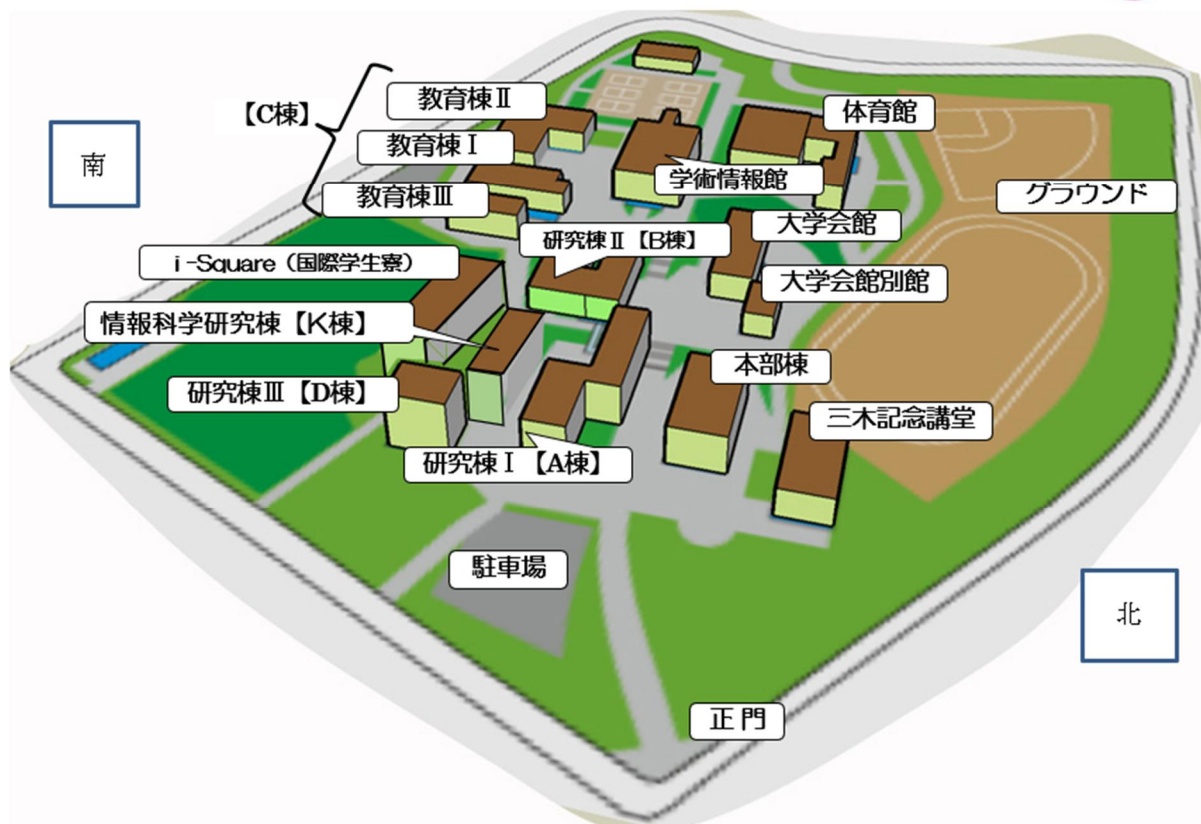 教育棟Ⅱ
【C棟】
体育館
教育棟Ⅰ
南
学術情報館
グラウンド
教育棟Ⅲ
大学会館
研究棟Ⅱ【B棟】
i-Square（国際学生寮）
大学会館別館
情報科学研究棟【K棟】
本部棟
研究棟Ⅲ【D棟】
三木記念講堂
研究棟Ⅰ【A棟】
駐車場
北
正門